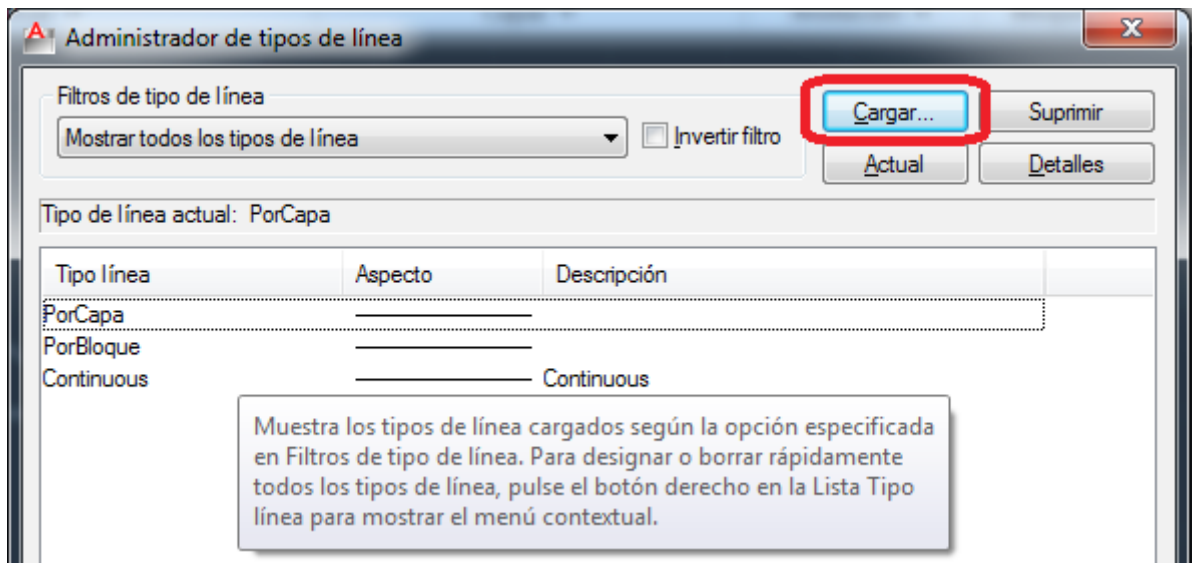 Administrador de tipos de línea
Filtros de tipo de línea
Mostrar todos los tipos de línea
Invertir filtro
Cargar...
Suprimir
Actual
Detalles
Tipo de línea actual: PorCapa
Tipo línea Aspecto Descripción
PorCapa
PorBloque
Continuous Continuous
Muestra los tipos de línea cargados según la opción especificada
en Filtros de tipo de línea. Para designar o borrar rápidamente
todos los tipos de línea, pulse el botón derecho en la Lista Tipo
línea para mostrar el menú contextual.